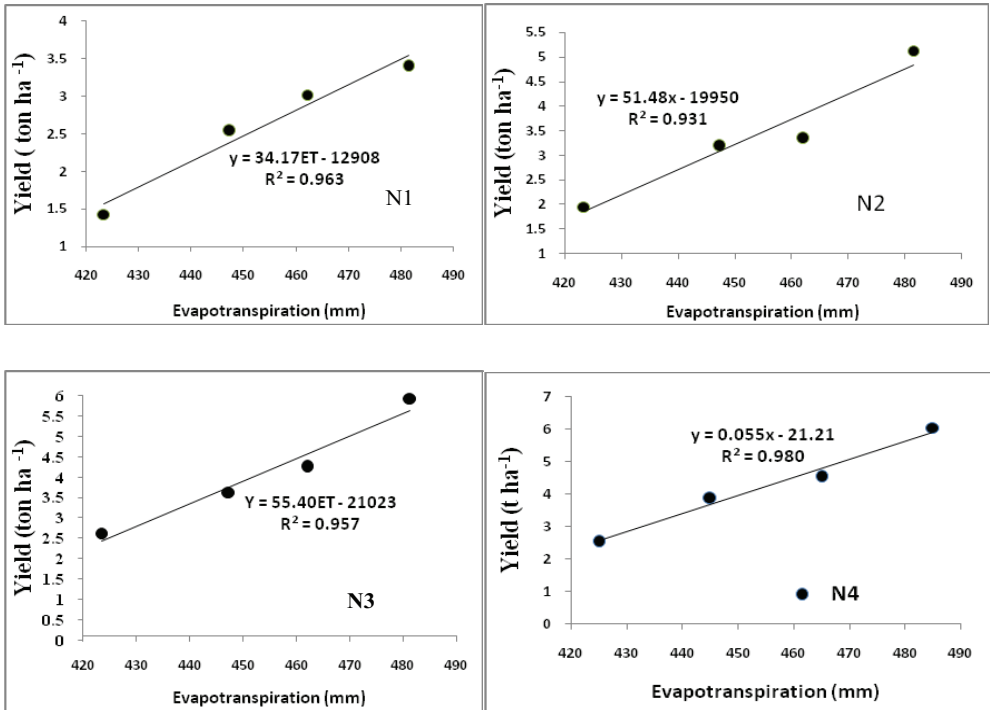 4
3.5
3
2.5
2
1.5
1
Yield ( ton ha -1)
y = 34.17ET - 12908
R2 = 0.963
N1
420 430 440 450 460 470 480 490
Evapotranspiration (mm)
5.5
5
4.5
4
3.5
3
2.5
2
1.5
1
Yield (ton ha-1)
y = 51.48x - 19950
R2 = 0.931
N2
420 430 440 450 460 470 480 490
Evapotranspiration (mm)
6
5.5
5
4.5
4
3.5
3
2.5
2
1.5
1
0.5
0
Yield (ton ha -1)
Y = 55.40ET - 21023
R2 = 0.957
N3
420 430 440 450 460 470 480 490
Evapotranspiration (mm)
7
6
5
4
3
2
1
0
Yield (t ha-1)
y = 0.055x - 21.21
R2 = 0.980
N4
420 430 440 450 460 470 480 490
Evapotranspiration (mm)